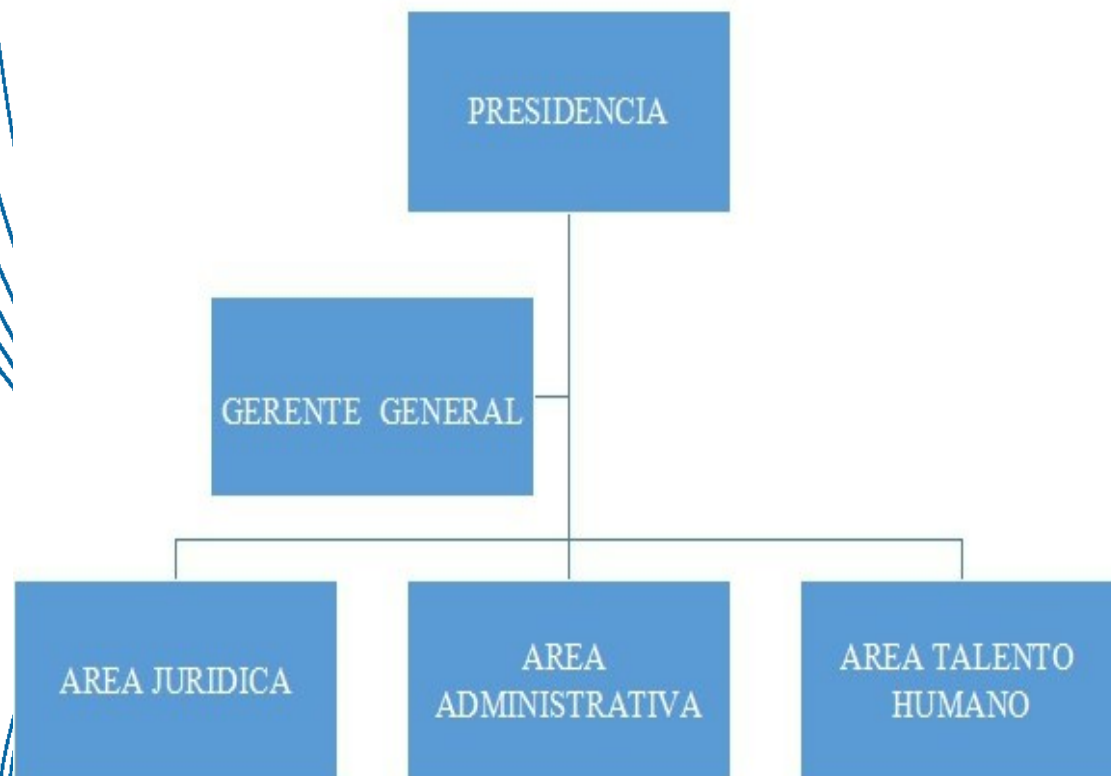 PRESIDENCIA
GERENTE GENERAL
AREA JURIDICA
AREA
ADMINISTRATIVA
AREA TALENTO
HUMANO